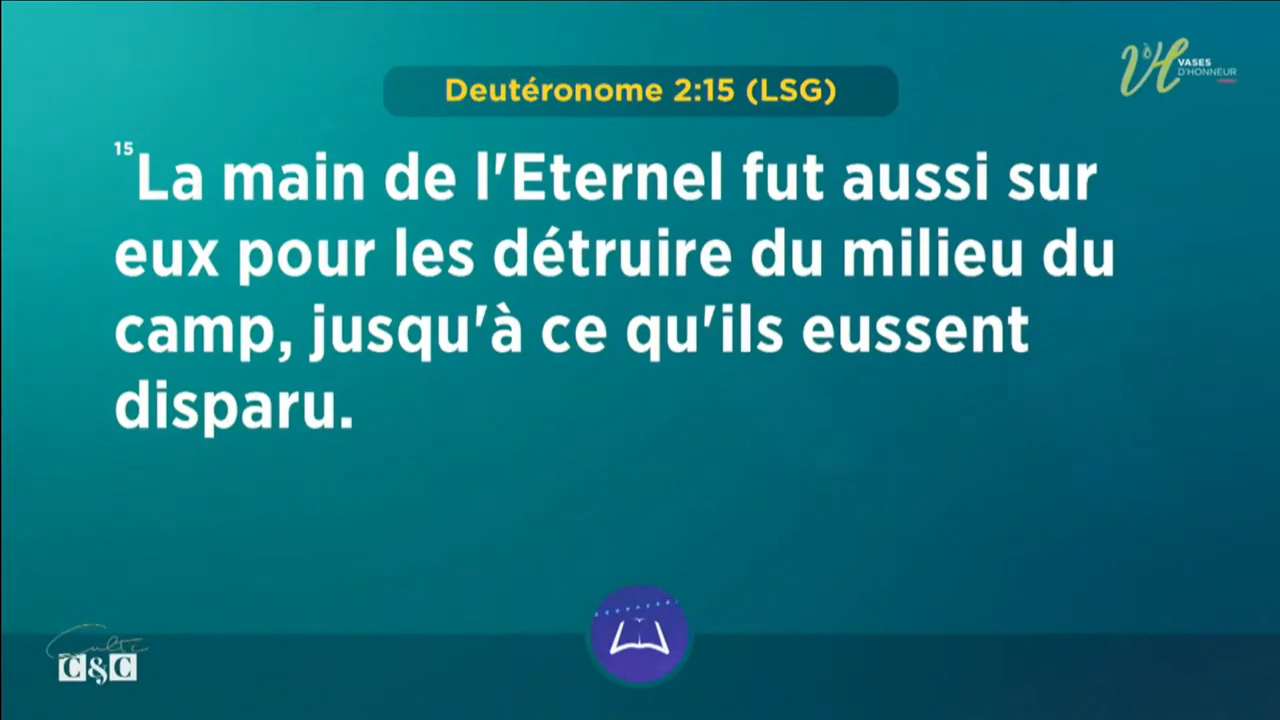 Deutéronome 2:15 (LSG)
VASES
D'HONNEUR
15 La main de l'Eternel fut aussi sur
eux pour les détruire du milieu du
camp, jusqu'à ce qu'ils eussent
disparu.
Culte
C&C